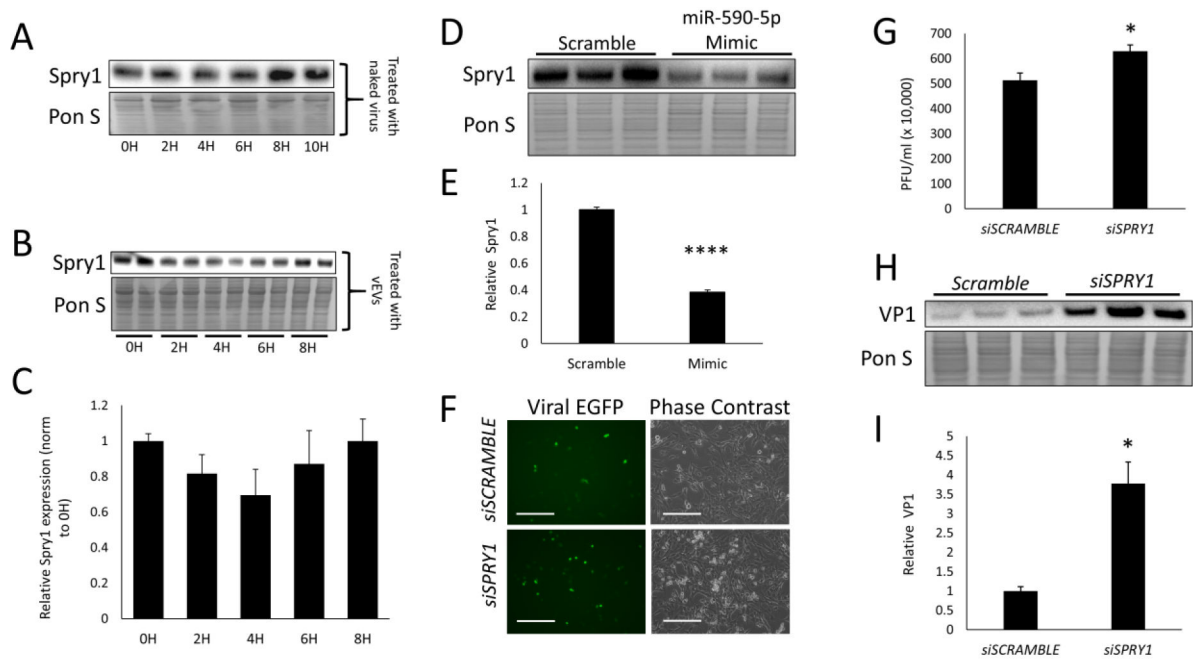 A
Spry1
Pon S
0H 2H 4H 6H 8H 10H
Treated with
naked virus
B
Spry1
Pon S
0H 2H 4H 6H 8H
Treated with
vEVs
C
Relative Spry1 expression (norm
to 0H)
1.2
1
0.8
0.6
0.4
0.2
0
0H 2H 4H 6H 8H
D
miR-590-5p
Scramble Mimic
Spry1
Pon S
E
Relative Spry1
1.2
1
0.8
0.6
0.4
0.2
0
****
Scramble Mimic
F
Viral EGFP Phase Contrast
siSCRAMBLE
siSPRY1
G
PFU/ml (x 10,000)
700
600
500
400
300
200
100
0
*
siSCRAMBLE siSPRY1
H
Scramble siSPRY1
VP1
Pon S
I
Relative VP1
5
4.5
4
3.5
3
2.5
2
1.5
1
0.5
0
*
siSCRAMBLE siSPRY1